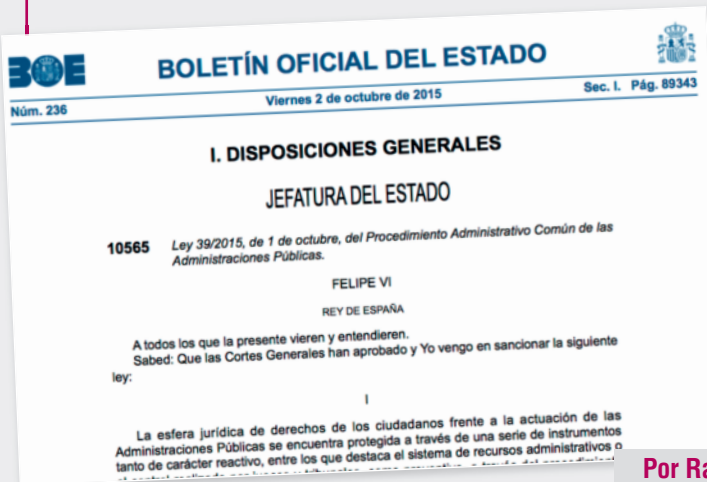 BOE
BOLETÍN OFICIAL DEL ESTADO
Núm. 236
Viernes 2 de octubre de 2015
Sec. I. Pág. 89343
I. DISPOSICIONES GENERALES
JEFATURA DEL ESTADO
10565 Ley 39/2015, de 1 de octubre, del Procedimiento Administrativo Común de las
Administraciones Públicas.
FELIPE VI
REY DE ESPAÑA
A todos los que la presente vieren y entendieren.
Sabed: Que las Cortes Generales han aprobado y Yo vengo en sancionar la siguiente
ley:
I
La esfera jurídica de derechos de los ciudadanos frente a la actuación de las
Administraciones Públicas se encuentra protegida a través de una serie de instrumentos
tanto de carácter reactivo, entre los que destaca el sistema de recursos administrativos o
Por Ra